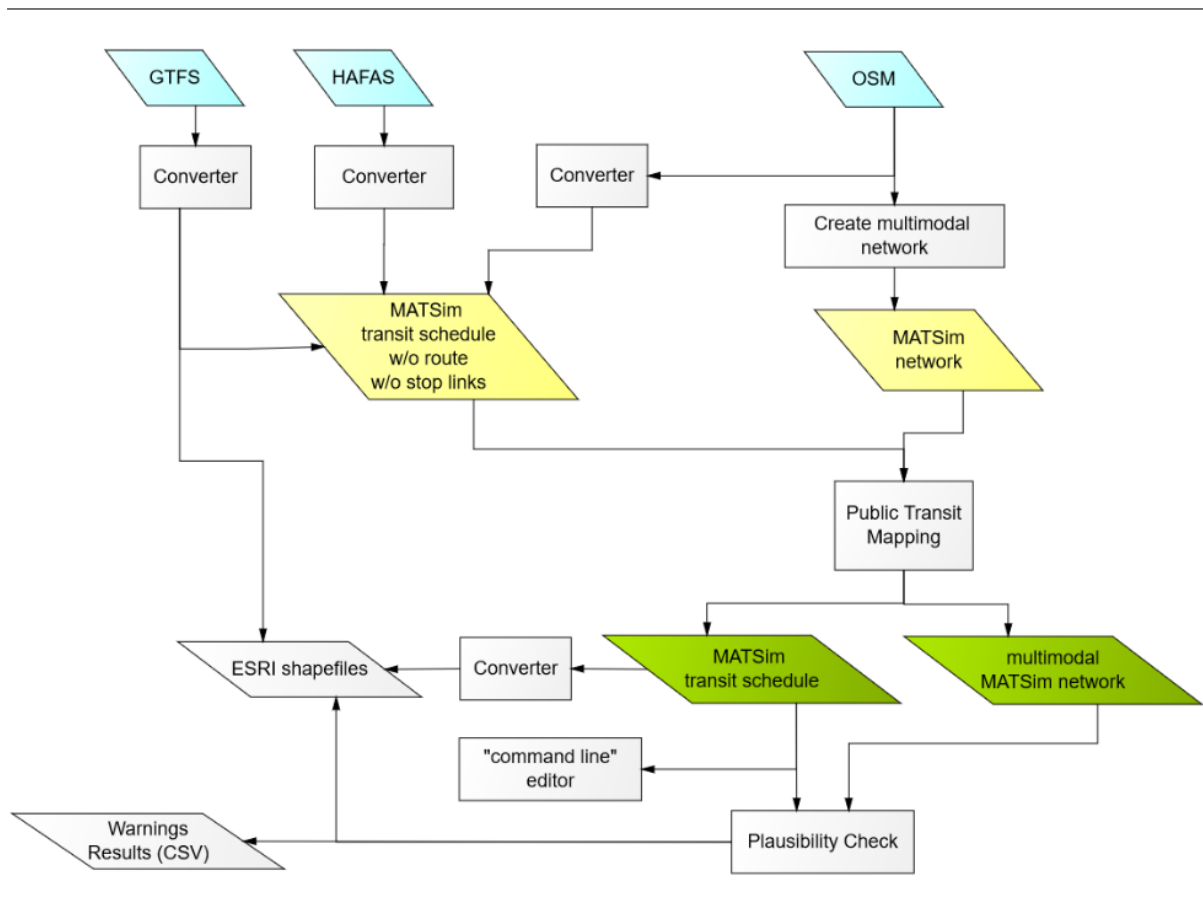 GTFS
HAFAS
OSM
Converter
Converter
Converter
Create multimodal
network
MATSim
transit schedule
w/o route
w/o stop links
MATSim
network
Public Transit
Mapping
ESRI shapefiles
Converter
MATSim
transit schedule
multimodal
MATSim network
"command line"
editor
Warnings
Results (CSV)
Plausibility Check